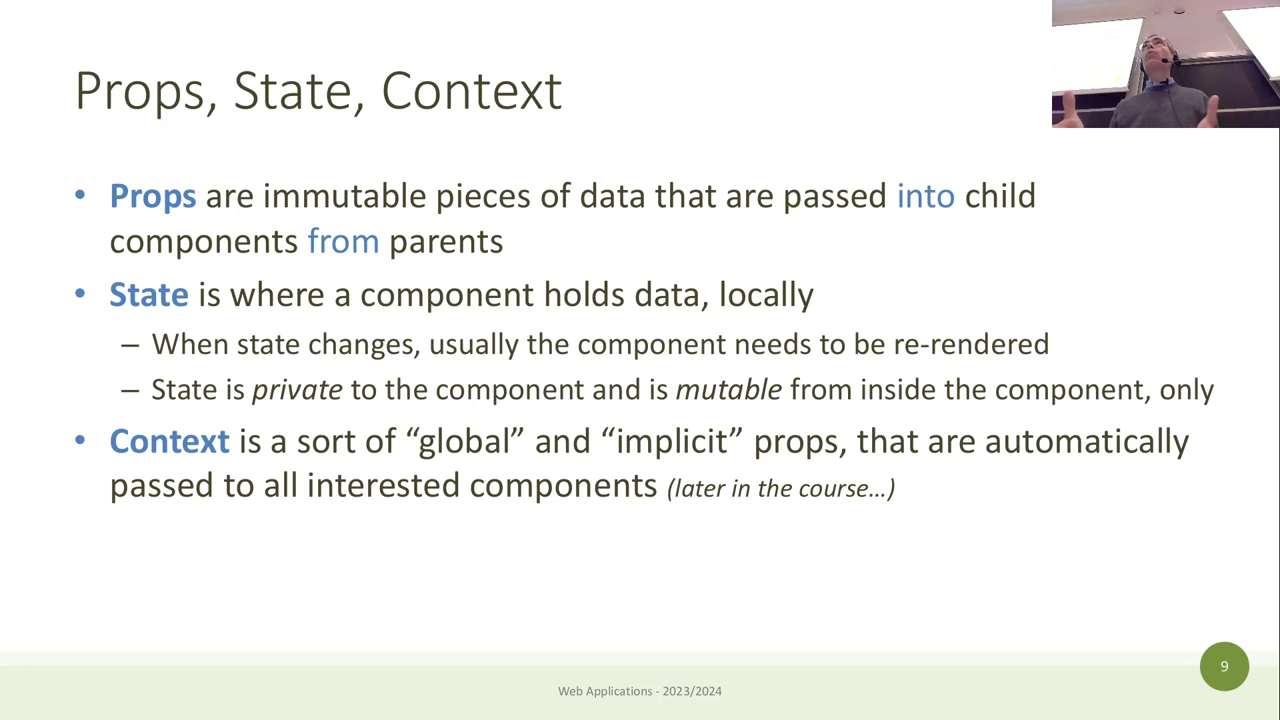 Props, State, Context
• Props are immutable pieces of data that are passed into child
components from parents
• State is where a component holds data, locally
– When state changes, usually the component needs to be re-rendered
– State is private to the component and is mutable from inside the component, only
• Context is a sort of “global” and “implicit” props, that are automatically
passed to all interested components (later in the course…)
9
Web Applications - 2023/2024